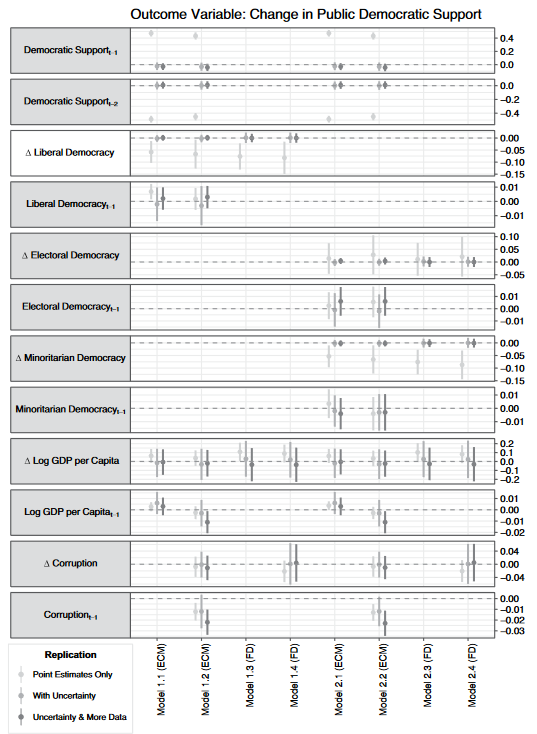 Outcome Variable: Change in Public Democratic Support
Democratic Supportt−1
0.4
0.2
0.0
Democratic Supportt−2
0.0
−0.2
−0.4
Δ Liberal Democracy
0.00
−0.05
−0.10
−0.15
Liberal Democracyt−1
0.01
0.00
−0.01
Δ Electoral Democracy
0.10
0.05
0.00
−0.05
Electoral Democracyt−1
0.01
0.00
−0.01
Δ Minoritarian Democracy
0.00
−0.05
−0.10
−0.15
Minoritarian Democracyt−1
0.01
0.00
−0.01
Δ Log GDP per Capita
0.2
0.1
0.0
−0.1
−0.2
Log GDP per Capitat−1
0.01
0.00
−0.01
−0.02
Δ Corruption
0.04
0.00
−0.04
Corruptiont−1
0.00
−0.01
−0.02
−0.03
Model 1.1 (ECM)
Model 1.2 (ECM)
Model 1.3 (FD)
Model 1.4 (FD)
Model 2.1 (ECM)
Model 2.2 (ECM)
Model 2.3 (FD)
Model 2.4 (FD)
Replication
Point Estimates Only
With Uncertainty
Uncertainty & More Data